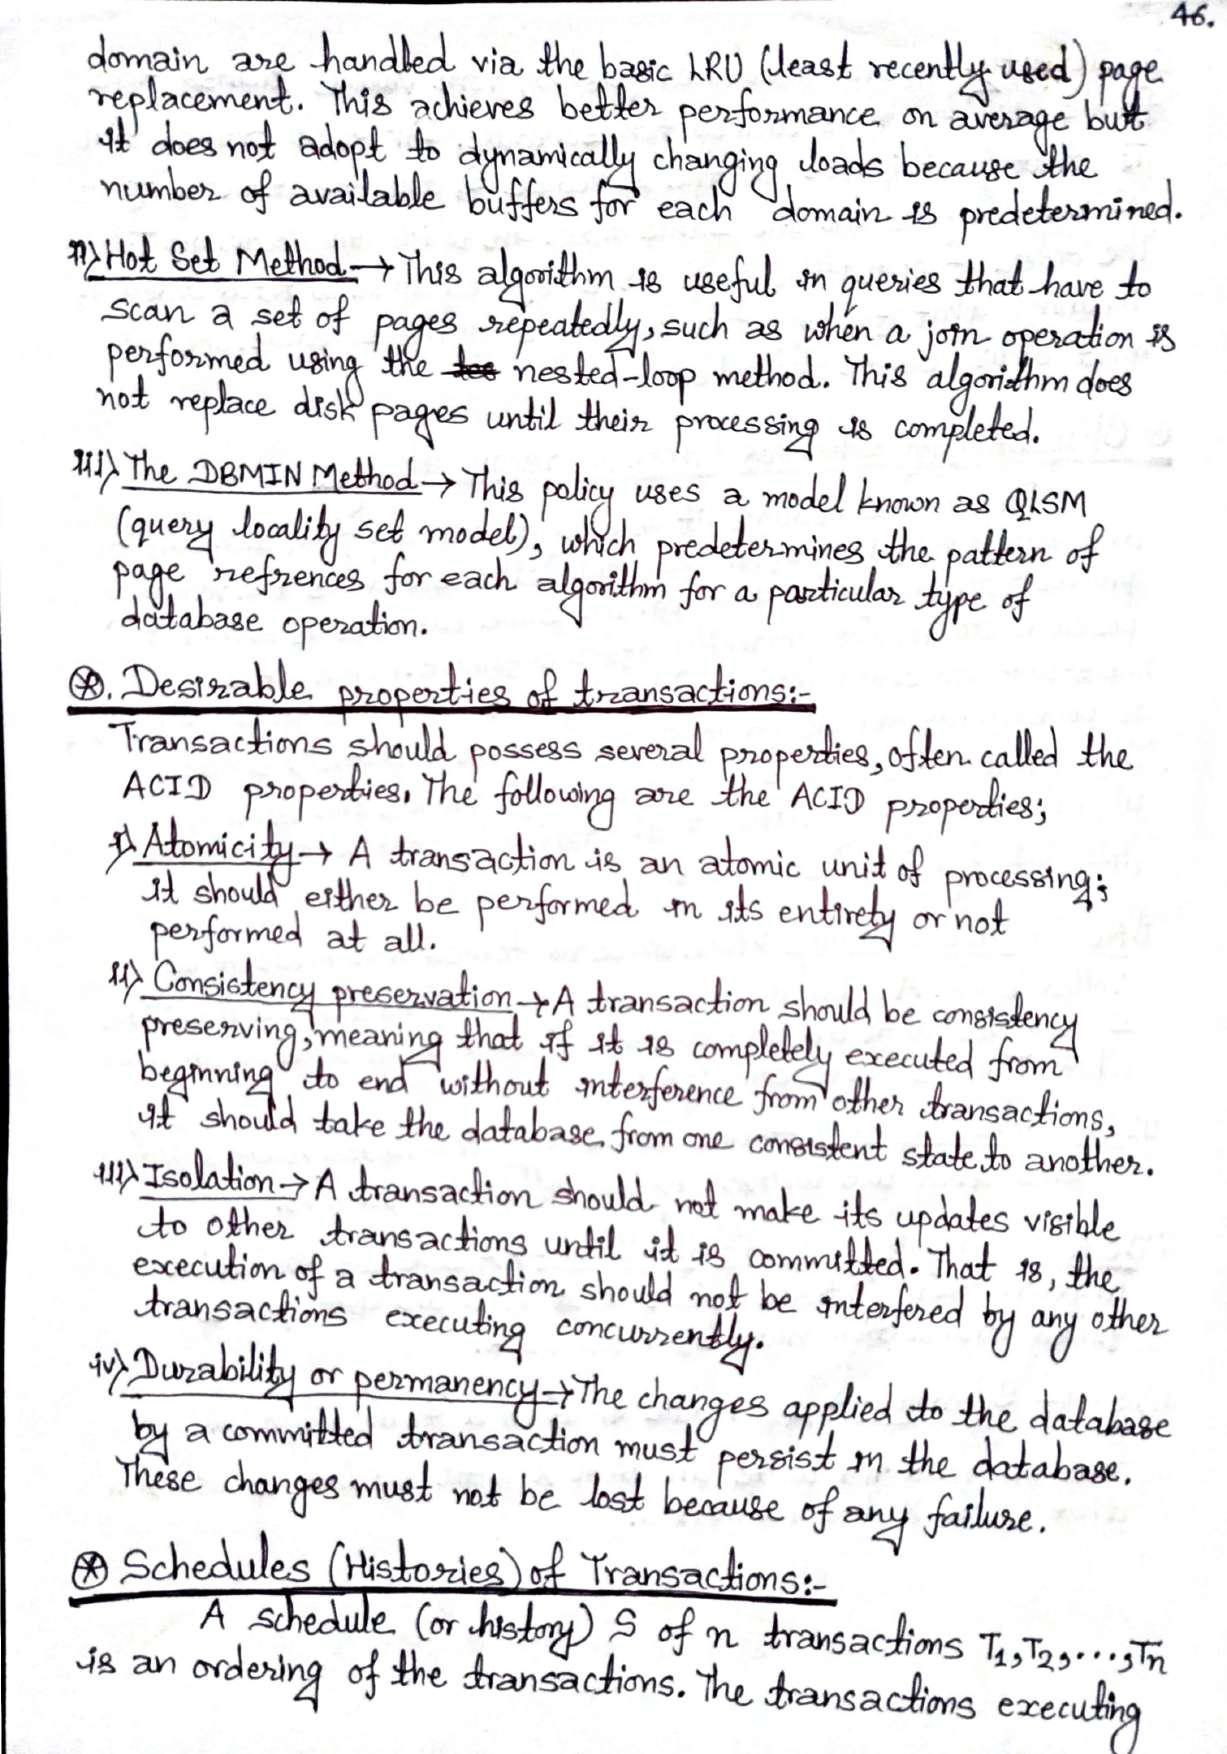 46.
domain are handled via the basic LRU (least recently used) page
replacement. This achieves better performance on average but
it does not adopt to dynamically changing loads because the
number of available buffers for each domain is predetermined.
ii) Hot Set Method → This algorithm is useful in queries that have to
scan a set of pages repeatedly, such as when a join operation is
performed using the nested-loop method. This algorithm does
not replace disk pages until their processing is completed.
iii) The DBMIN Method → This policy uses a model known as QLSM
(query locality set model), which predetermines the pattern of
page refrences for each algorithm for a particular type of
database operation.
⊛. Desirable properties of transactions:-
Transactions should possess several properties, often called the
ACID properties. The following are the ACID properties;
i) Atomicity → A transaction is an atomic unit of processing;
it should either be performed in its entirety or not
performed at all.
ii) Consistency preservation → A transaction should be consistency
preserving, meaning that if it is completely executed from
beginning to end without interference from other transactions,
it should take the database from one consistent state to another.
iii) Isolation → A transaction should not make its updates visible
to other transactions until it is committed. That is, the
execution of a transaction should not be interfered by any other
transactions executing concurrently.
iv) Durability or permanency → The changes applied to the database
by a committed transaction must persist in the database.
These changes must not be lost because of any failure.
⊛ Schedules (Histories) of Transactions:-
A schedule (or history) S of n transactions T1, T2, ..., Tn
is an ordering of the transactions. The transactions executing